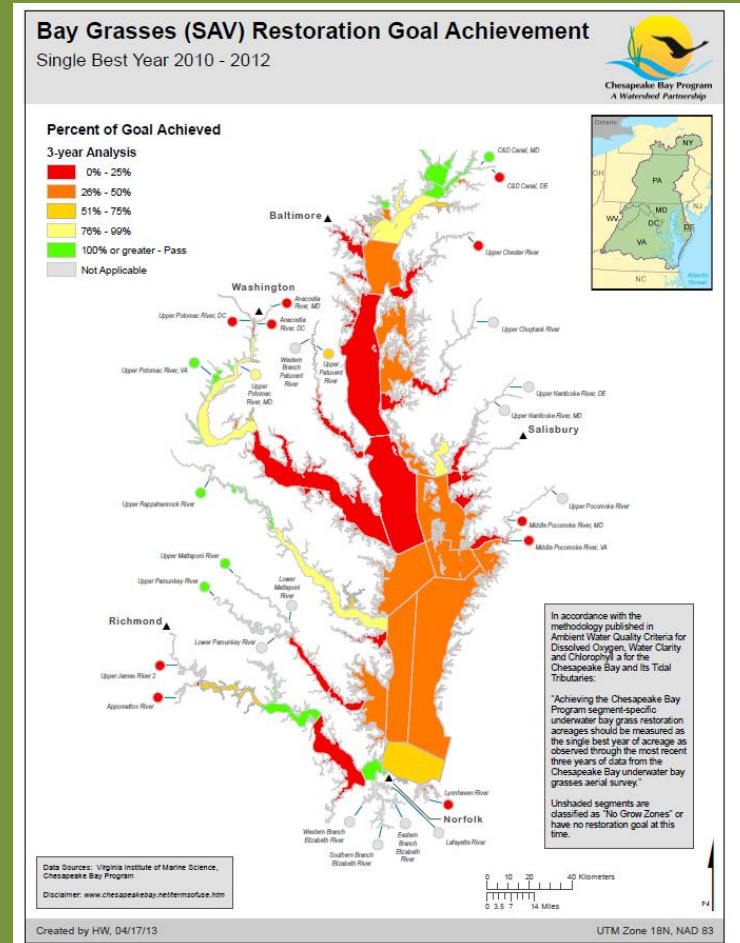 Bay Grasses (SAV) Restoration Goal Achievement
Single Best Year 2010 - 2012
Chesapeake Bay Program
A Watershed Partnership
Percent of Goal Achieved
3-year Analysis
0% - 25%
26% - 50%
51% - 75%
76% - 99%
100% or greater - Pass
Not Applicable
Ontario
NY
OH
PA
NJ
MD
WV
DC
DE
VA
NC
Atlantic
Ocean
C&D Canal, MD
C&D Canal, DE
Baltimore
Upper Chester River
Washington
Anacostia
River, MD
Upper Potomac River, DC
Anacostia
River, DC
Western
Branch
Patuxent
River
Upper
Patuxent
River
Upper Choptank River
Upper Potomac River, VA
Upper
Potomac
River, MD
Upper Nanticoke River, DE
Upper Nanticoke River, MD
Salisbury
Upper Rappahannock River
Upper Pocomoke River
Middle Pocomoke River, MD
Middle Pocomoke River, VA
Upper Mattaponi River
Upper Pamunkey River
Lower
Mattaponi
River
Richmond
Lower Pamunkey River
Upper James River 2
Appomattox River
Lynnhaven River
Norfolk
Western Branch
Elizabeth River
Southern Branch
Elizabeth River
Eastern
Branch
Elizabeth
River
Lafayette River
In accordance with the
methodology published in
Ambient Water Quality Criteria for
Dissolved Oxygen, Water Clarity
and Chlorophyll a for the
Chesapeake Bay and Its Tidal
Tributaries:
"Achieving the Chesapeake Bay
Program segment-specific
underwater bay grass restoration
acreages should be measured as
the single best year of acreage as
observed through the most recent
three years of data from the
Chesapeake Bay underwater bay
grasses aerial survey."
Unshaded segments are
classified as "No Grow Zones" or
have no restoration goal at this
time.
Data Sources: Virginia Institute of Marine Science,
Chesapeake Bay Program
Disclaimer: www.chesapeakebay.net/termsofuse.htm
0 10 20 40 Kilometers
0 3.5 7 14 Miles
N
Created by HW, 04/17/13
UTM Zone 18N, NAD 83